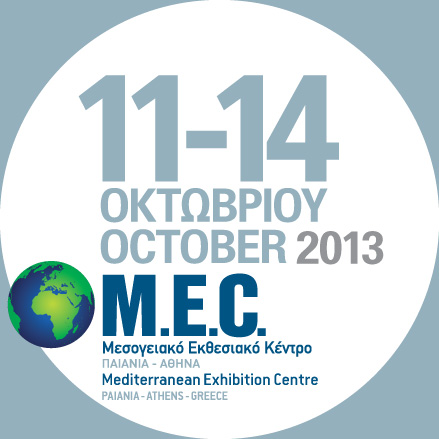 11-14
ΟΚΤΩΒΡΙΟΥ
OCTOBER 2013
M.E.C.
Μεσογειακό Εκθεσιακό Κέντρο
ΠΑΙΑΝΙΑ - ΑΘΗΝΑ
Mediterranean Exhibition Centre
PAIANIA - ATHENS - GREECE